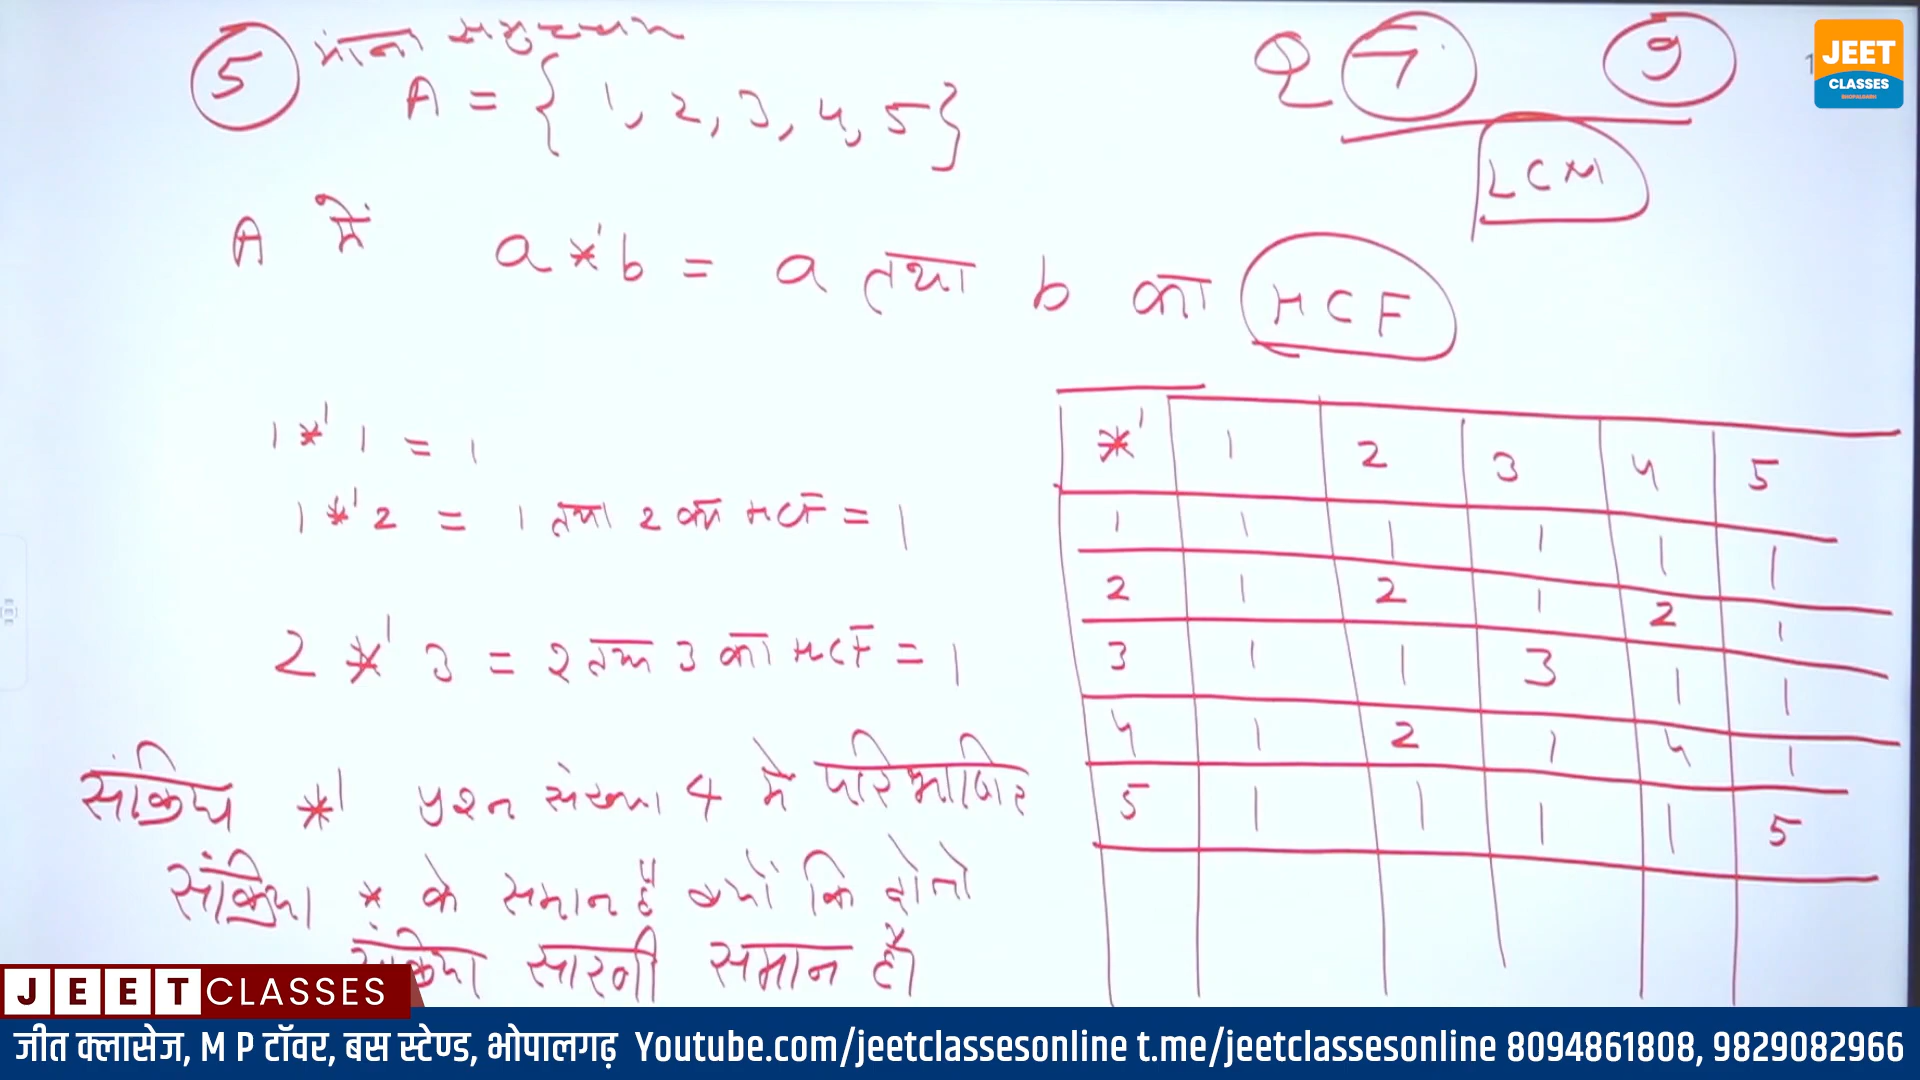 5 माना समुच्चय
A = { 1, 2, 3, 4, 5}
Q 7 9
LCM
JEET
CLASSES
A में a *' b = a तथा b का HCF
1 *' 1 = 1
1 *' 2 = 1 तथा 2 का HCF = 1
2 *' 3 = 2 तथा 3 का HCF = 1
*' 1 2 3 4 5
1 1 1 1 1 1
2 1 2 1 2 1
3 1 1 3 1 1
4 1 2 1 4 1
5 1 1 1 1 5
संक्रिया *' प्रश्न संख्या 4 में परिभाषित
संक्रिया * के समान है क्यों कि दोनो
संक्रिया सारणी समान है।
JEET CLASSES
जीत क्लासेज, M P टॉवर, बस स्टेण्ड, भोपालगढ़ Youtube.com/jeetclassesonline t.me/jeetclassesonline 8094861808, 9829082966